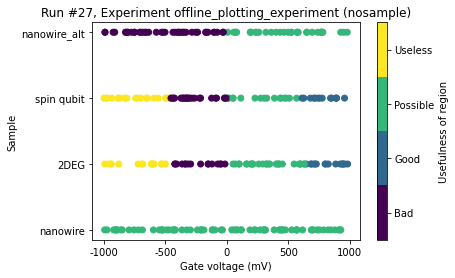 Run #27, Experiment offline_plotting_experiment (nosample)
nanowire_alt
spin qubit
2DEG
nanowire
Sample
-1000
-500
0
500
1000
Gate voltage (mV)
Useless
Possible
Good
Bad
Usefulness of region